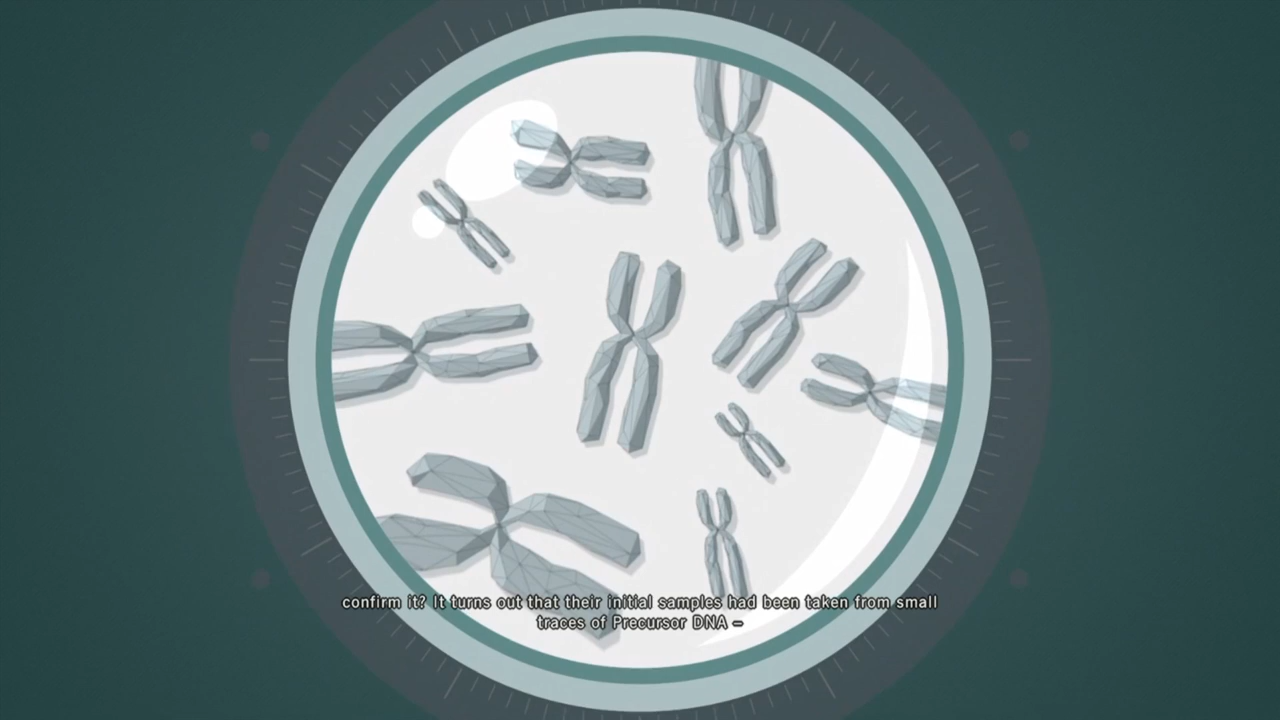 confirm it? It turns out that their initial samples had been taken from small
traces of Precursor DNA –